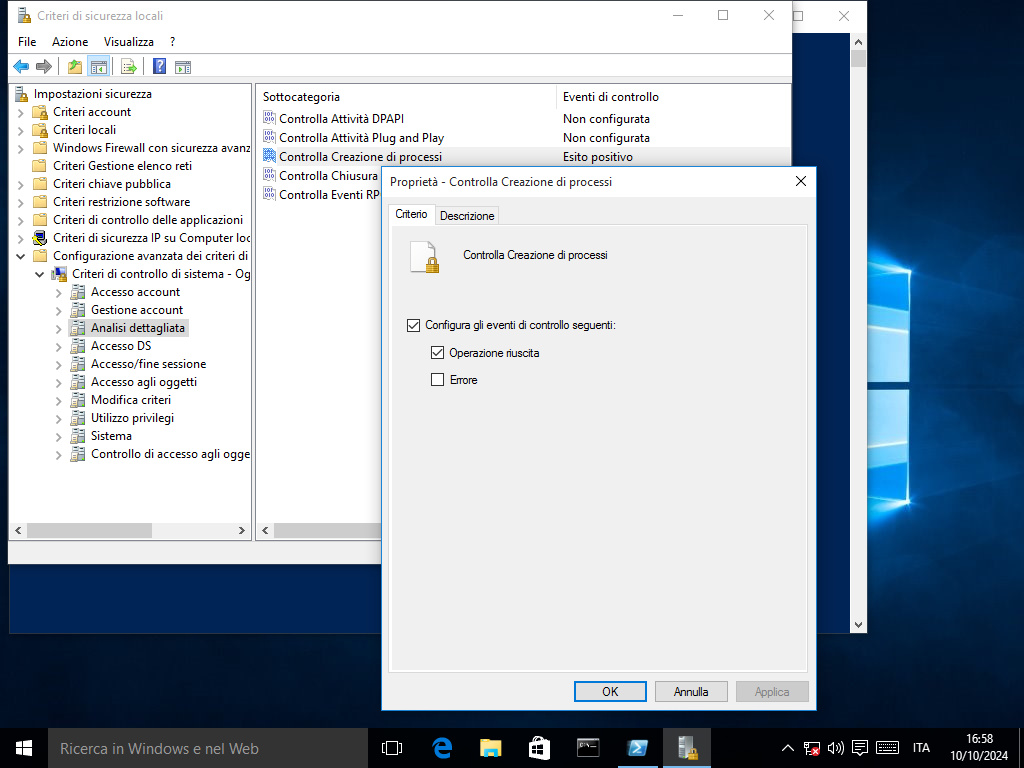 Criteri di sicurezza locali
File Azione Visualizza ?
Impostazioni sicurezza
Criteri account
Criteri locali
Windows Firewall con sicurezza avanz
Criteri Gestione elenco reti
Criteri chiave pubblica
Criteri restrizione software
Criteri di controllo delle applicazioni
Criteri di sicurezza IP su Computer loc
Configurazione avanzata dei criteri di
Criteri di controllo di sistema - Og
Accesso account
Gestione account
Analisi dettagliata
Accesso DS
Accesso/fine sessione
Accesso agli oggetti
Modifica criteri
Utilizzo privilegi
Sistema
Controllo di accesso agli ogge
Sottocategoria Eventi di controllo
Controlla Attività DPAPI Non configurata
Controlla Attività Plug and Play Non configurata
Controlla Creazione di processi Esito positivo
Controlla Chiusura
Controlla Eventi RP
Proprietà - Controlla Creazione di processi
Criterio Descrizione
Controlla Creazione di processi
Configura gli eventi di controllo seguenti:
Operazione riuscita
Errore
OK Annulla Applica
Ricerca in Windows e nel Web
ITA
16:58
10/10/2024